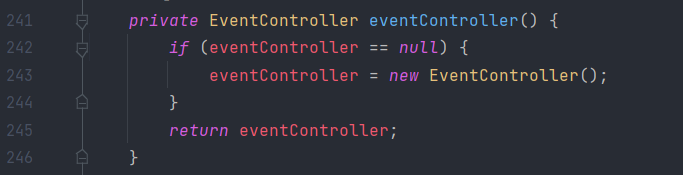 241 private EventController eventController() {
242 if (eventController == null) {
243 eventController = new EventController();
244 }
245 return eventController;
246 }